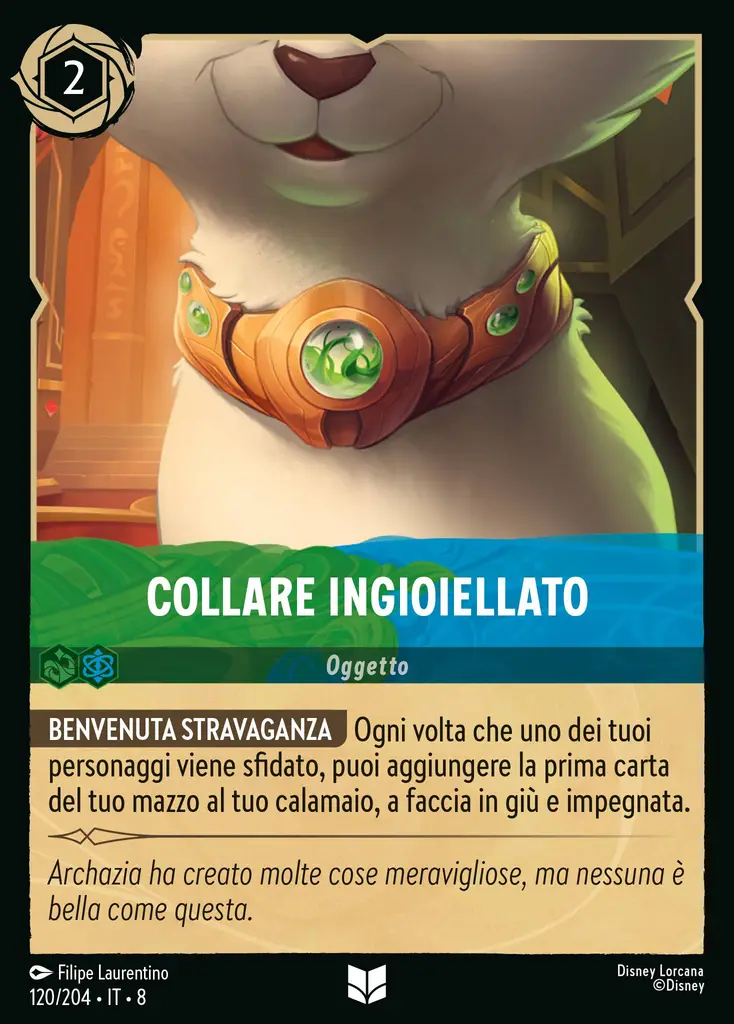 2
COLLARE INGIOIELLATO
Oggetto
BENVENUTA STRAVAGANZA Ogni volta che uno dei tuoi
personaggi viene sfidato, puoi aggiungere la prima carta
del tuo mazzo al tuo calamaio, a faccia in giù e impegnata.
Archazia ha creato molte cose meravigliose, ma nessuna è
bella come questa.
Filipe Laurentino
120/204 • IT • 8
Disney Lorcana
©Disney